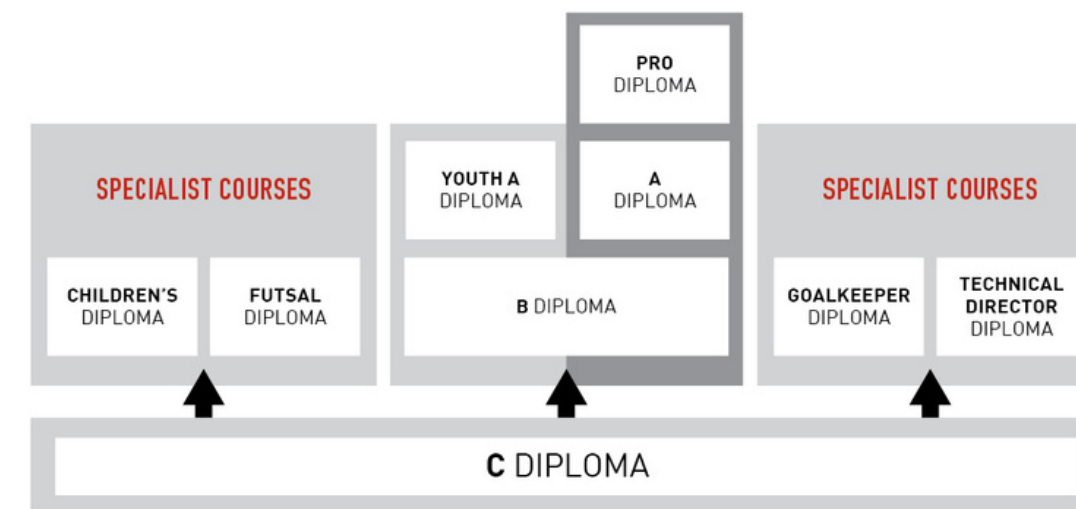 PRO
DIPLOMA
SPECIALIST COURSES
YOUTH A
DIPLOMA
A
DIPLOMA
SPECIALIST COURSES
CHILDREN'S
DIPLOMA
FUTSAL
DIPLOMA
B DIPLOMA
GOALKEEPER
DIPLOMA
TECHNICAL
DIRECTOR
DIPLOMA
C DIPLOMA